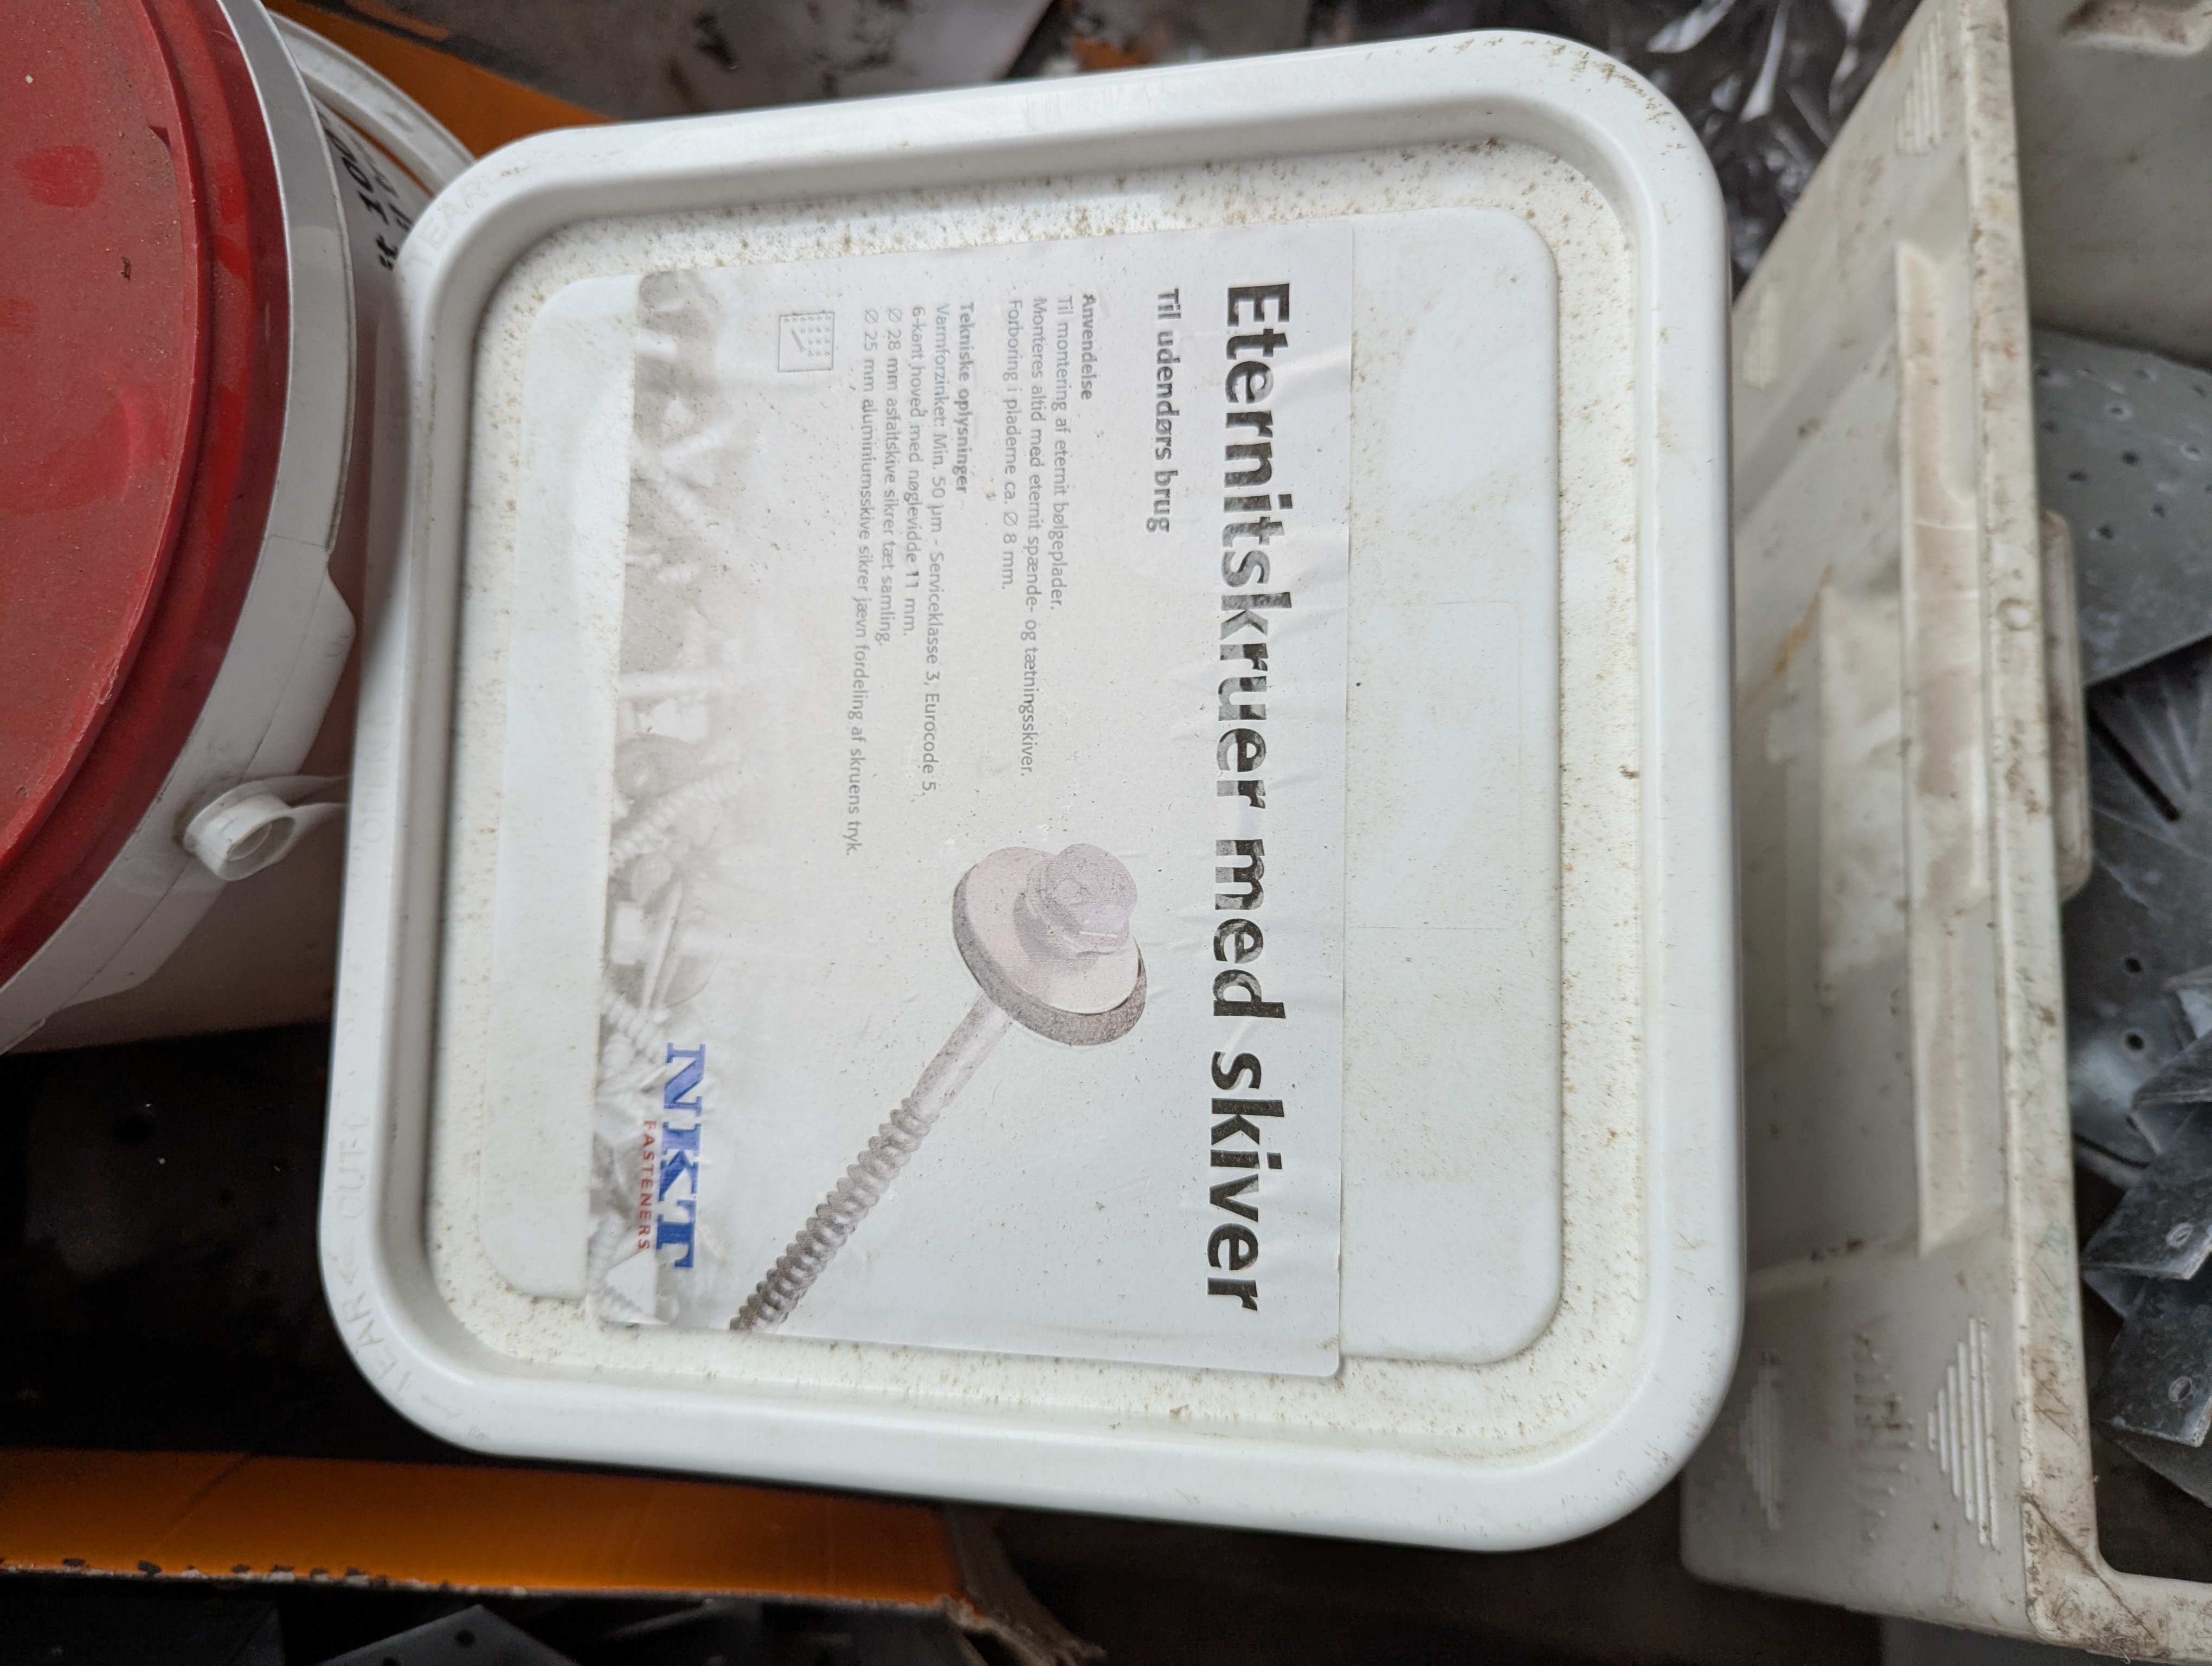 Eternitskruer med skiver
Til udendørs brug
Anvendelse
Til montering af eternit bølgeplader.
Monteres altid med eternit spænde- og tætningsskiver.
Forboring i pladerne ca. Ø 8 mm.
Tekniske oplysninger
Varmforzinket: Min. 50 µm - Serviceklasse 3, Eurocode 5.
6-kant hoved med nøglevidde 11 mm.
Ø 28 mm asfaltskive sikrer tæt samling.
Ø 25 mm aluminiumsskive sikrer jævn fordeling af skruens tryk.
NKT
FASTENERS
TEAR